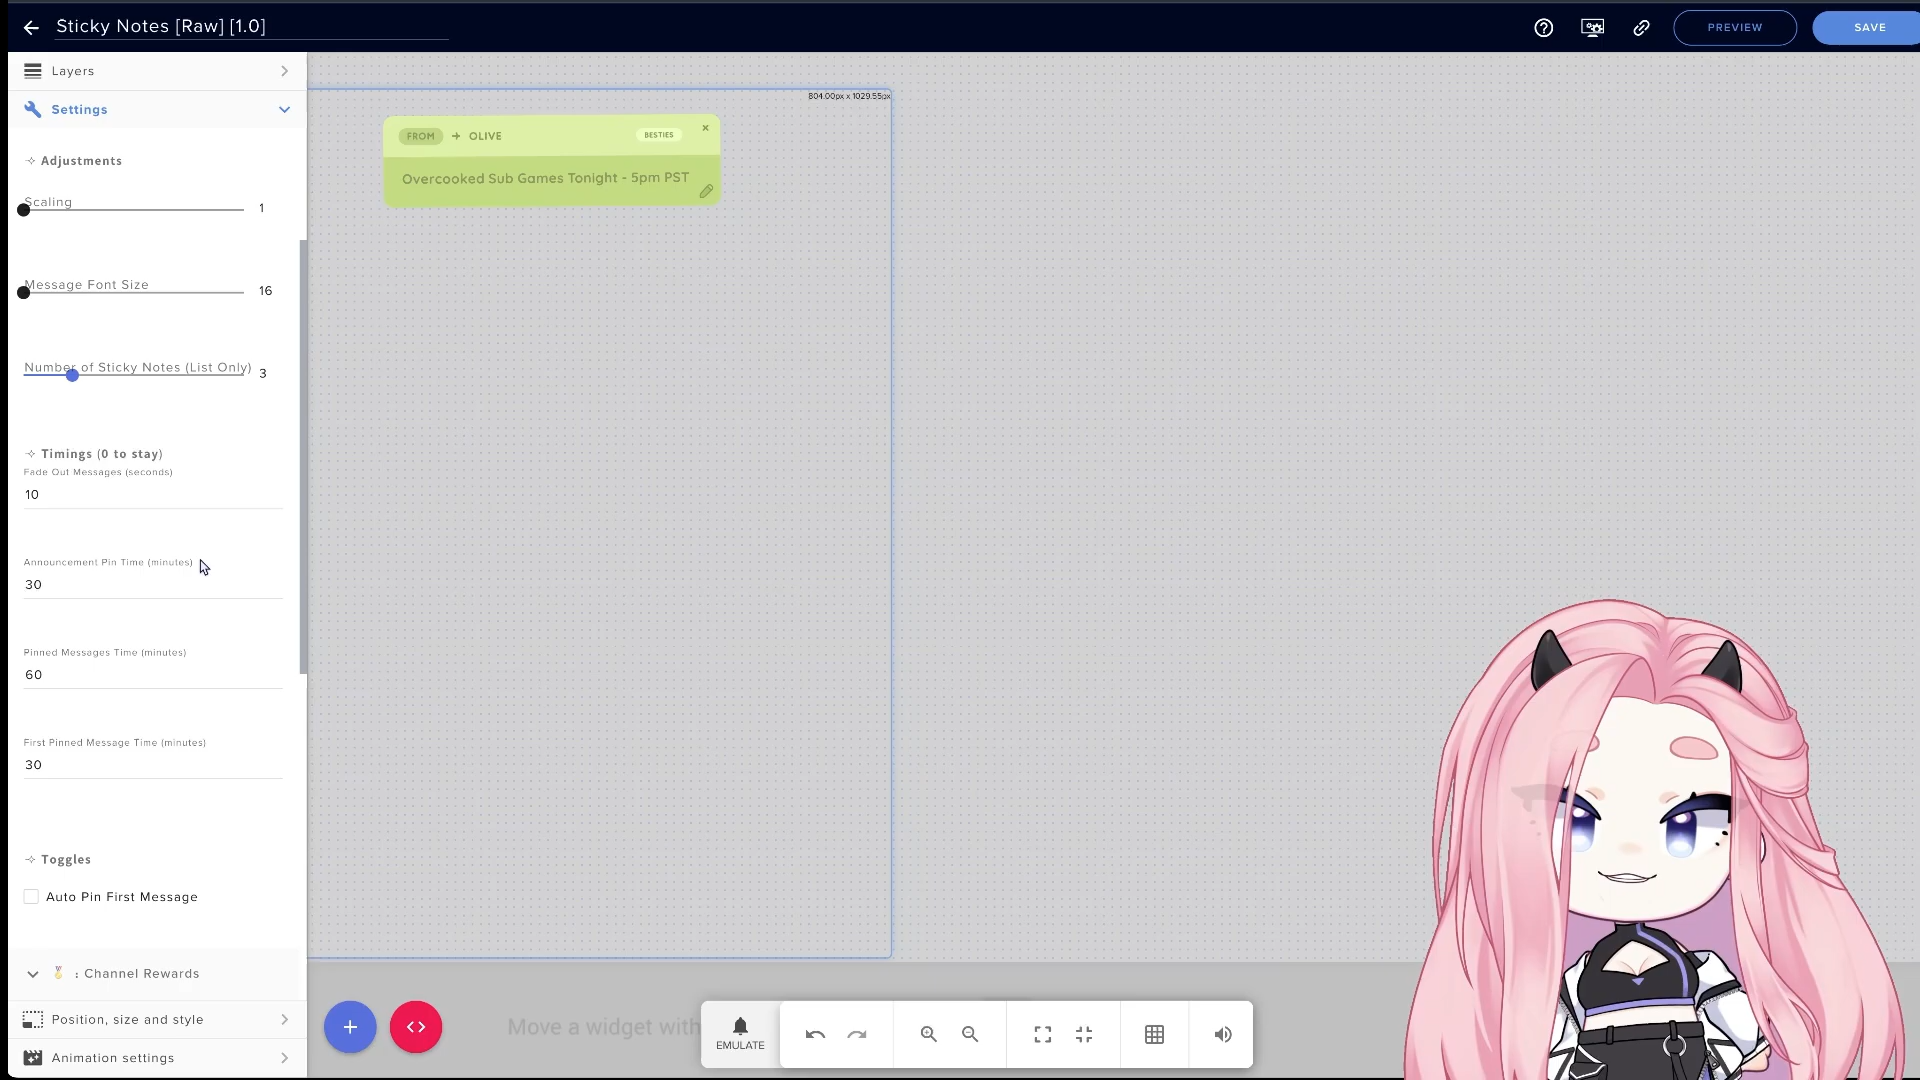 Sticky Notes [Raw] [1.0]
PREVIEW
SAVE
Layers
Settings
Adjustments
Scaling
1
Message Font Size
16
Number of Sticky Notes (List Only)
3
Timings (0 to stay)
Fade Out Messages (seconds)
10
Announcement Pin Time (minutes)
30
Pinned Messages Time (minutes)
60
First Pinned Message Time (minutes)
30
Toggles
Auto Pin First Message
: Channel Rewards
Position, size and style
Animation settings
804.00px x 1029.55px
FROM → OLIVE
BESTIES
×
Overcooked Sub Games Tonight - 5pm PST
Move a widget with
EMULATE